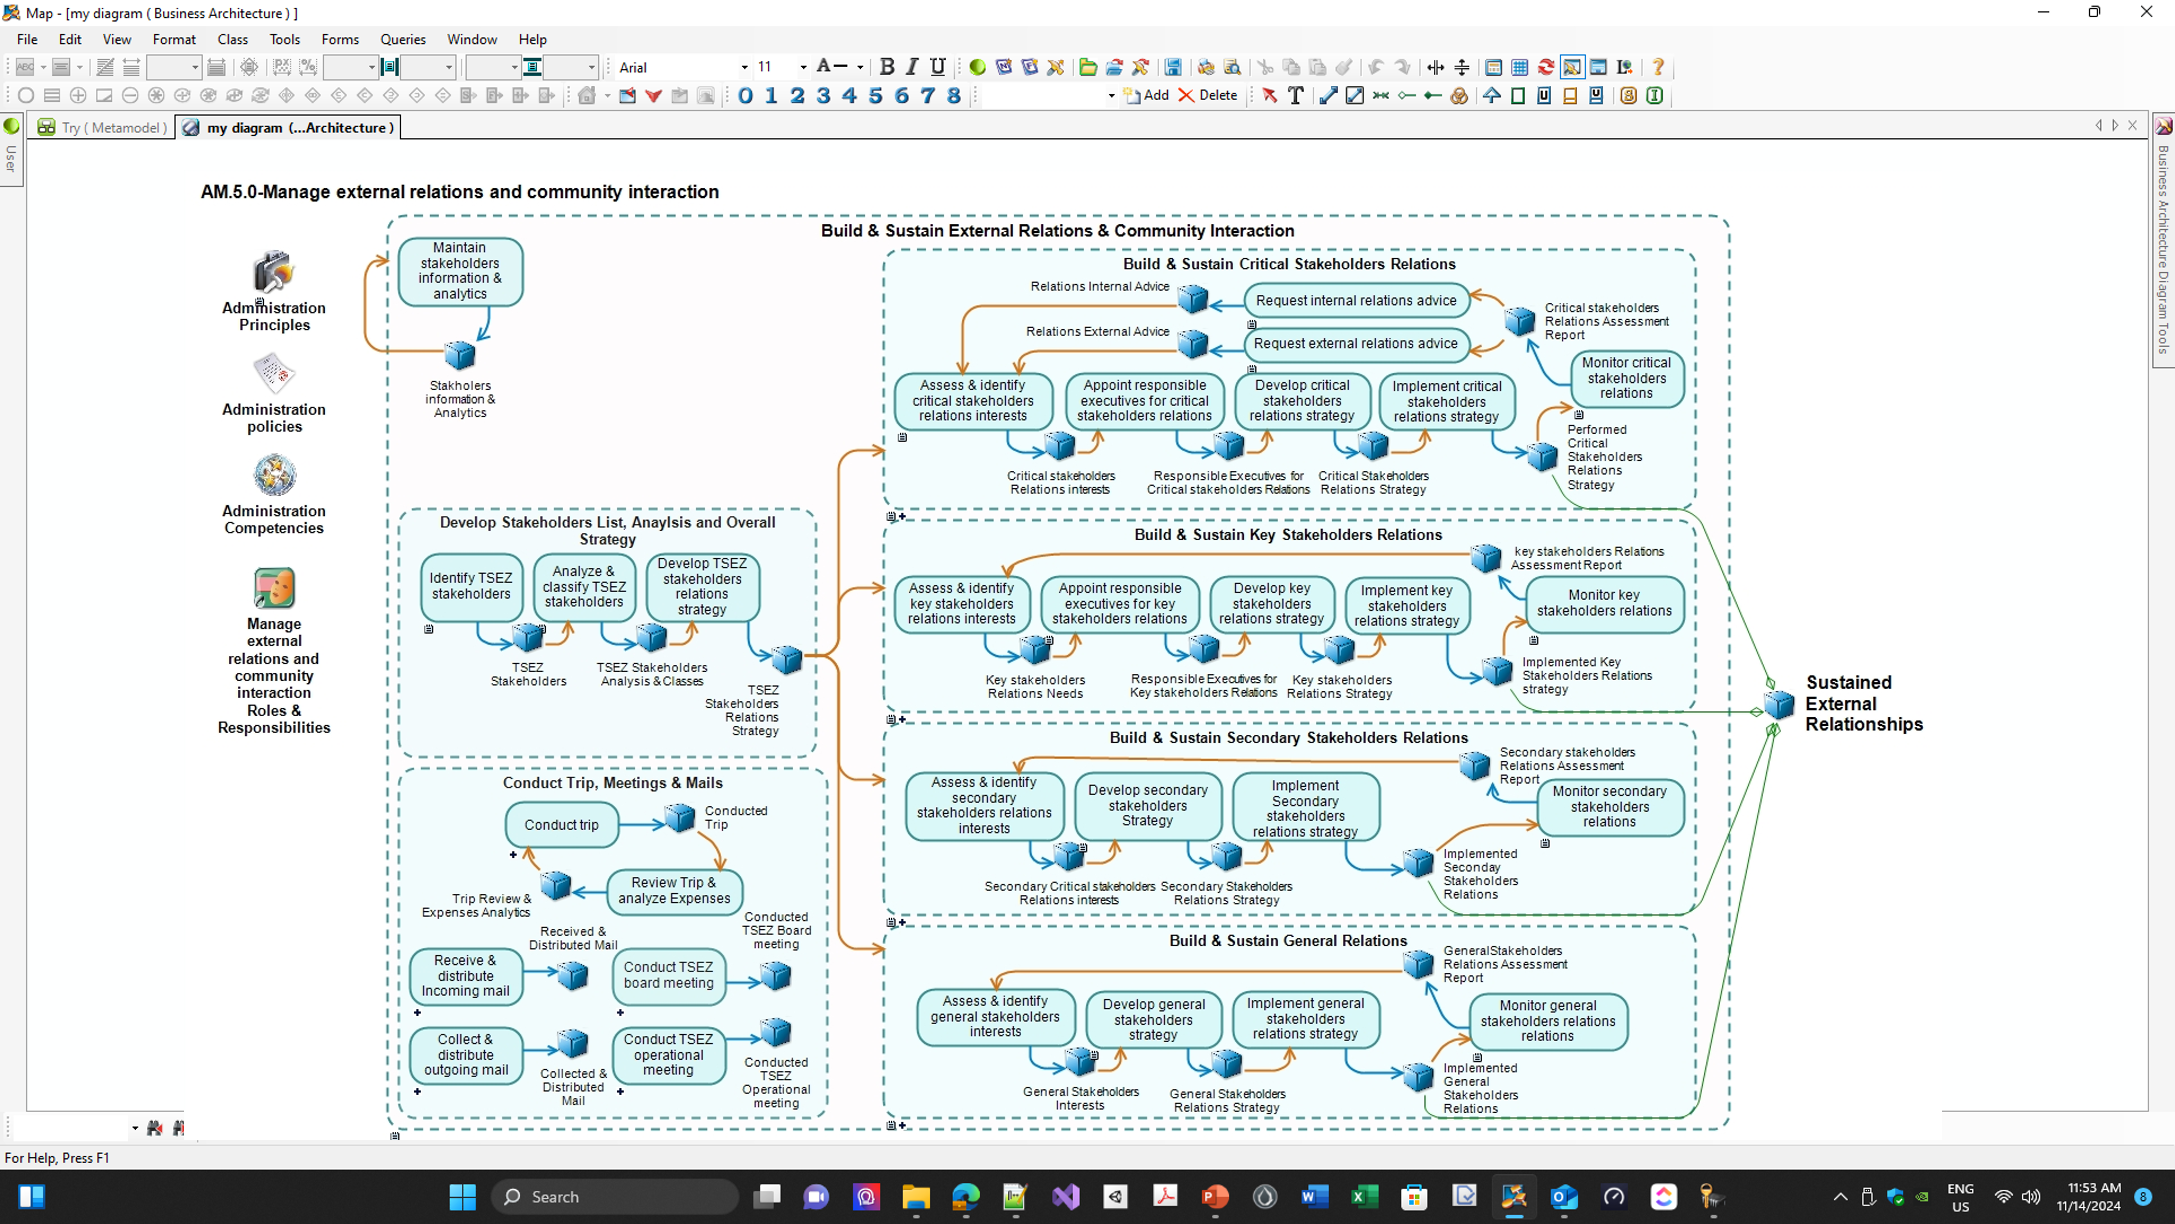 Map - [my diagram ( Business Architecture ) ]
File Edit View Format Class Tools Forms Queries Window Help
Arial 11 A B I U
0 1 2 3 4 5 6 7 8 Add Delete
Try ( Metamodel )
my diagram (...Architecture )
User
Business Architecture Diagram Tools
AM.5.0-Manage external relations and community interaction
Administration
Principles
Administration
policies
Administration
Competencies
Manage
external
relations and
community
interaction
Roles &
Responsibilities
Build & Sustain External Relations & Community Interaction
Maintain
stakeholders
information &
analytics
Stakholers
information &
Analytics
Develop Stakeholders List, Anaylsis and Overall
Strategy
Identify TSEZ
stakeholders
Analyze &
classify TSEZ
stakeholders
Develop TSEZ
stakeholders
relations
strategy
TSEZ
Stakeholders
TSEZ Stakeholders
Analysis & Classes
TSEZ
Stakeholders
Relations
Strategy
Conduct Trip, Meetings & Mails
Conduct trip
Conducted
Trip
Review Trip &
analyze Expenses
Trip Review &
Expenses Analytics
Received &
Distributed Mail
Conducted
TSEZ Board
meeting
Receive &
distribute
Incoming mail
Conduct TSEZ
board meeting
Collect &
distribute
outgoing mail
Collected &
Distributed
Mail
Conduct TSEZ
operational
meeting
Conducted
TSEZ
Operational
meeting
Build & Sustain Critical Stakeholders Relations
Relations Internal Advice
Request internal relations advice
Relations External Advice
Request external relations advice
Critical stakeholders
Relations Assessment
Report
Monitor critical
stakeholders
relations
Assess & identify
critical stakeholders
relations interests
Appoint responsible
executives for critical
stakeholders relations
Develop critical
stakeholders
relations strategy
Implement critical
stakeholders
relations strategy
Critical stakeholders
Relations interests
Responsible Executives for
Critical stakeholders Relations
Critical Stakeholders
Relations Strategy
Performed
Critical
Stakeholders
Relations
Strategy
Build & Sustain Key Stakeholders Relations
key stakeholders Relations
Assessment Report
Assess & identify
key stakeholders
relations interests
Appoint responsible
executives for key
stakeholders relations
Develop key
stakeholders
relations strategy
Implement key
stakeholders
relations strategy
Monitor key
stakeholders relations
Key stakeholders
Relations Needs
Responsible Executives for
Key stakeholders Relations
Key stakeholders
Relations Strategy
Implemented Key
Stakeholders Relations
strategy
Build & Sustain Secondary Stakeholders Relations
Secondary stakeholders
Relations Assessment
Report
Assess & identify
secondary
stakeholders relations
interests
Develop secondary
stakeholders
Strategy
Implement
Secondary
stakeholders
relations strategy
Monitor secondary
stakeholders
relations
Secondary Critical stakeholders
Relations interests
Secondary Stakeholders
Relations Strategy
Implemented
Seconday
Stakeholders
Relations
Build & Sustain General Relations
GeneralStakeholders
Relations Assessment
Report
Assess & identify
general stakeholders
interests
Develop general
stakeholders
strategy
Implement general
stakeholders
relations strategy
Monitor general
stakeholders relations
relations
General Stakeholders
Interests
General Stakeholders
Relations Strategy
Implemented
General
Stakeholders
Relations
Sustained
External
Relationships
For Help, Press F1
Search
ENG
US
11:53 AM
11/14/2024
8